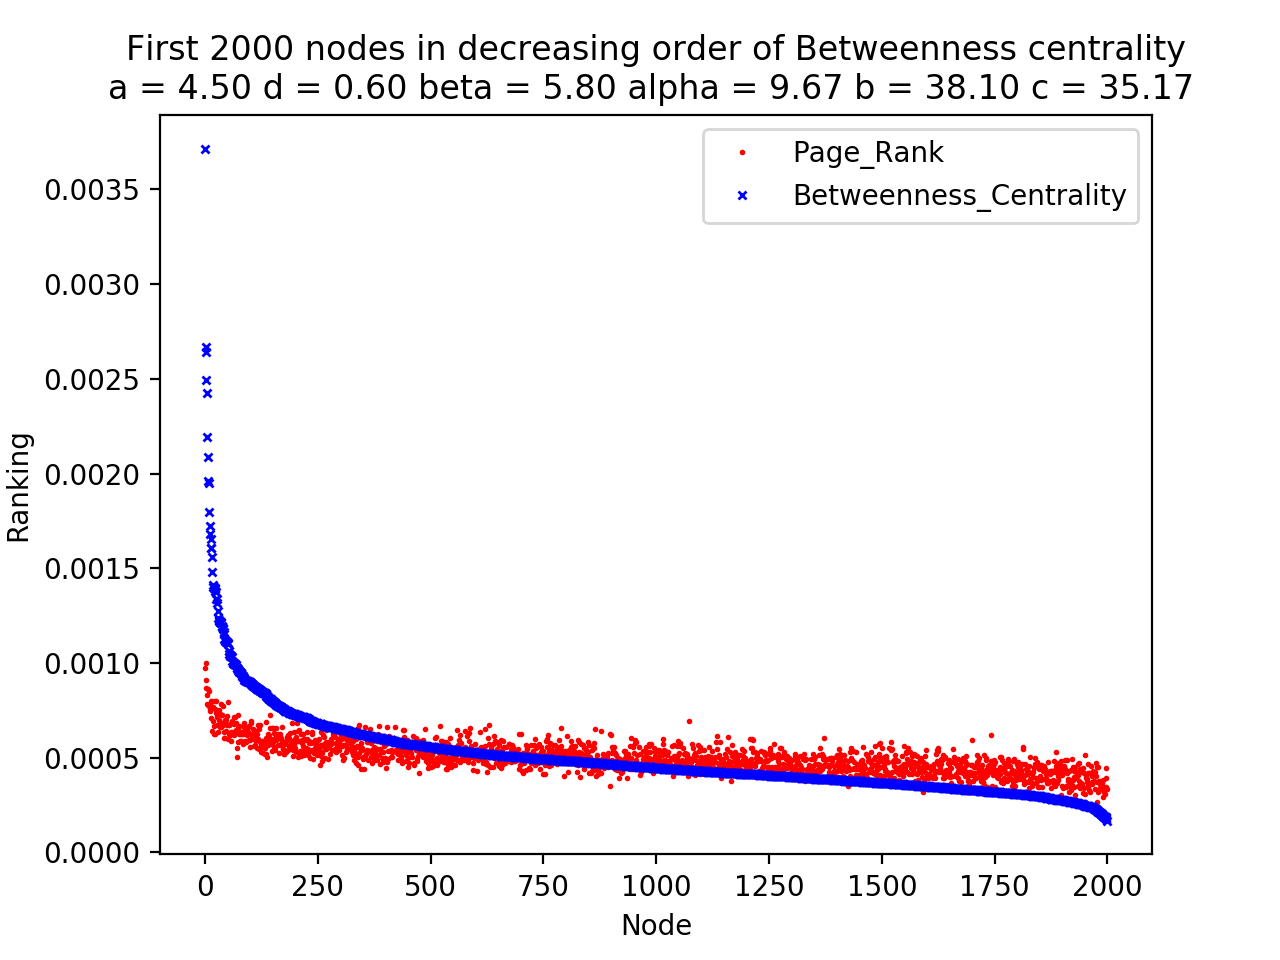 First 2000 nodes in decreasing order of Betweenness centrality
a = 4.50 d = 0.60 beta = 5.80 alpha = 9.67 b = 38.10 c = 35.17
Page_Rank
Betweenness_Centrality
Ranking
0.0035
0.0030
0.0025
0.0020
0.0015
0.0010
0.0005
0.0000
0 250 500 750 1000 1250 1500 1750 2000
Node